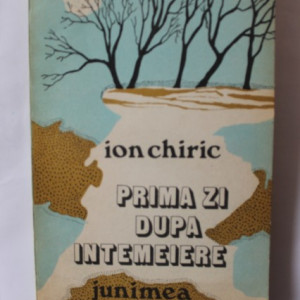 ion chiric
PRIMA ZI
DUPA
INTEMEIERE
junimea